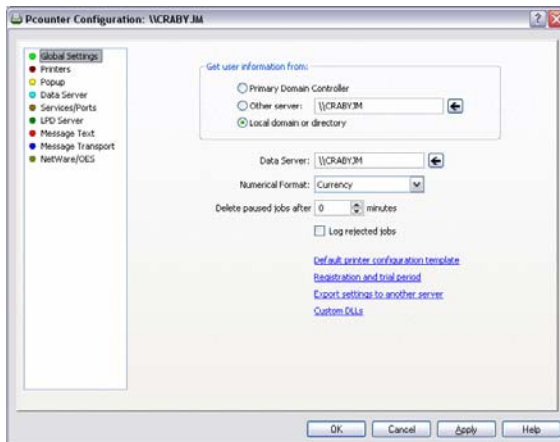 Pcounter Configuration: \\CRABYJM
Global Settings
Printers
Popup
Data Server
Services/Ports
LPD Server
Message Text
Message Transport
NetWare/OES
Get user information from:
Primary Domain Controller
Other server: \\CRABYJM
Local domain or directory
Data Server: \\CRABYJM
Numerical Format: Currency
Delete paused jobs after 0 minutes
Log rejected jobs
Default printer configuration template
Registration and trial period
Export settings to another server
Custom DLLs
OK Cancel Apply Help